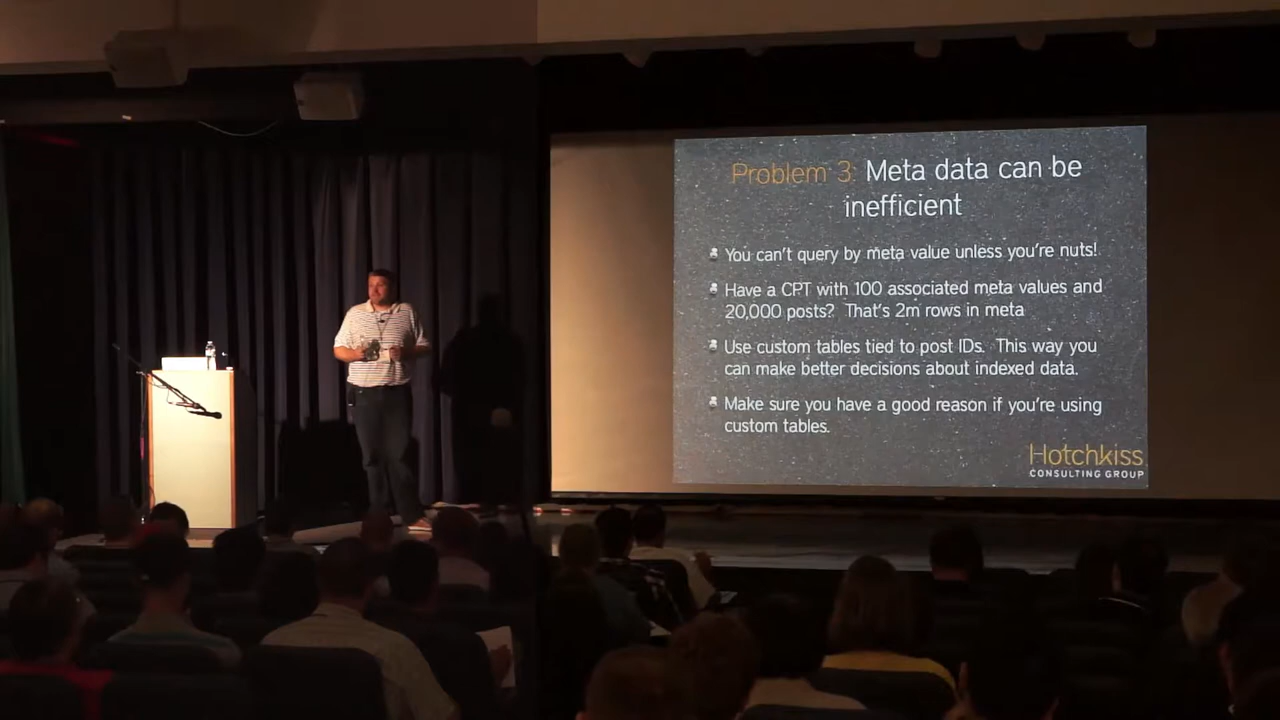 Problem 3: Meta data can be
inefficient
You can't query by meta value unless you're nuts!
Have a CPT with 100 associated meta values and
20,000 posts? That's 2m rows in meta
Use custom tables tied to post IDs. This way you
can make better decisions about indexed data.
Make sure you have a good reason if you're using
custom tables.
Hotchkiss
CONSULTING GROUP